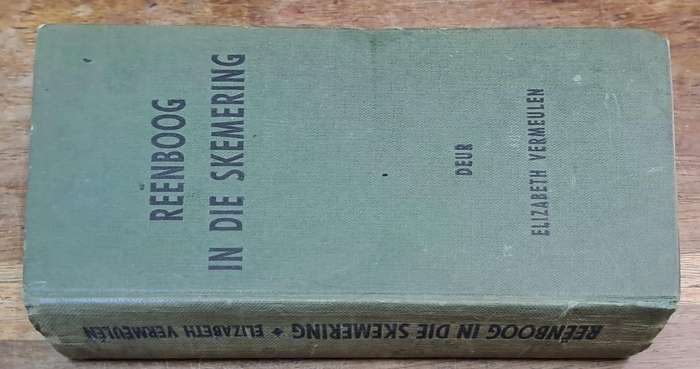 REËNBOOG
IN DIE SKEMERING
DEUR
ELIZABETH VERMEULEN
REËNBOOG IN DIE SKEMERING ✦ ELIZABETH VERMEULEN